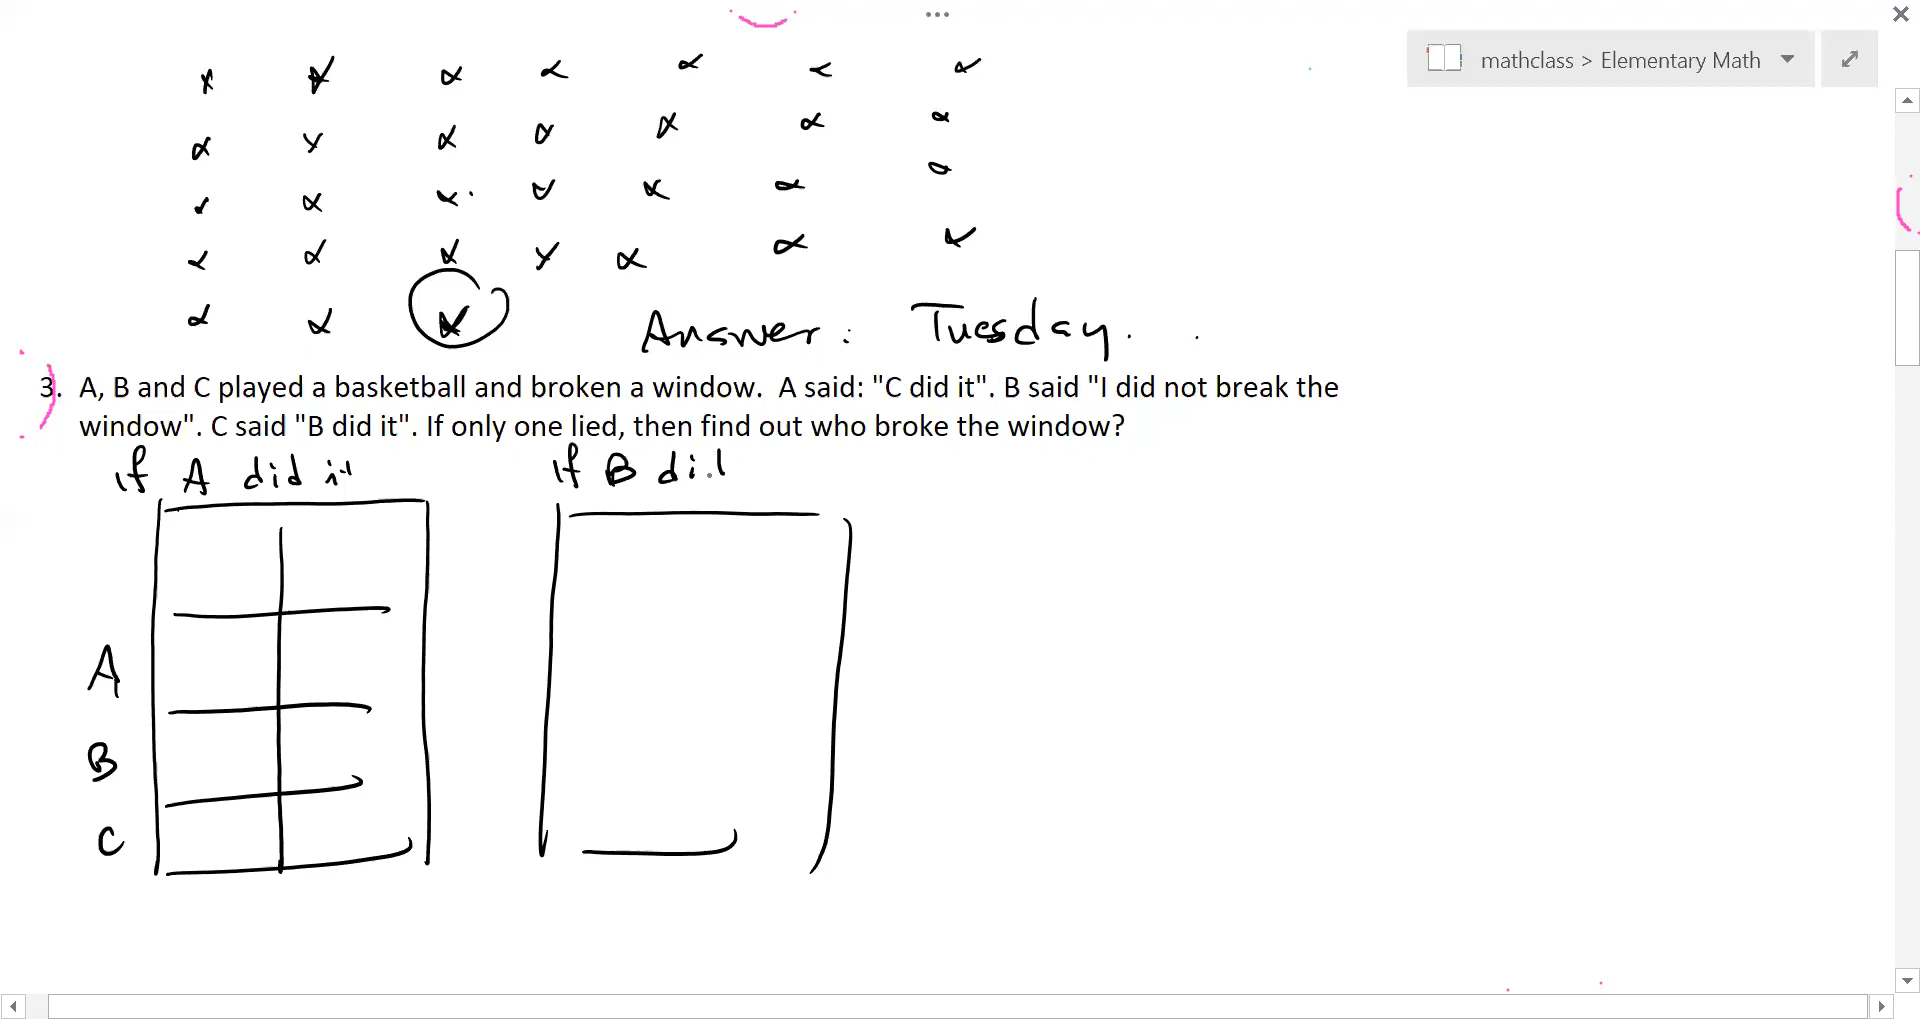 mathclass > Elementary Math
Answer: Tuesday.
3. A, B and C played a basketball and broken a window. A said: "C did it". B said "I did not break the
window". C said "B did it". If only one lied, then find out who broke the window?
If A did it
If B did
A
B
C